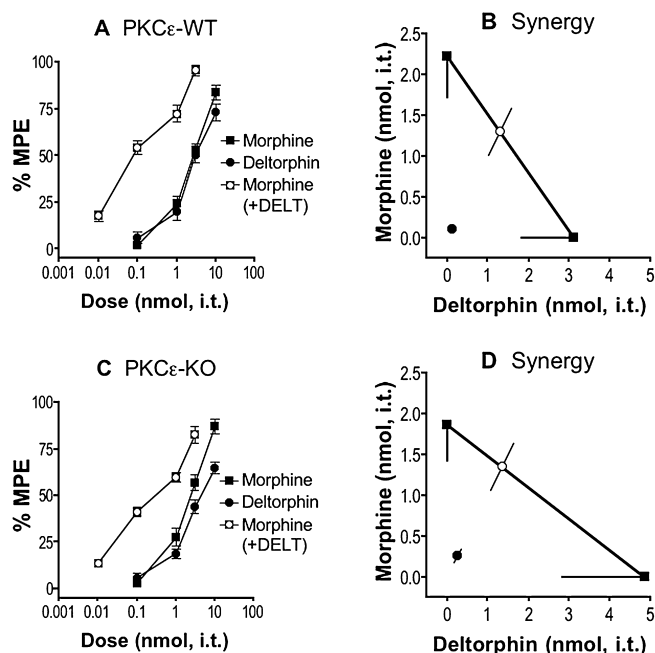 A PKCε-WT
% MPE
100
75
50
25
0
0.001 0.01 0.1 1 10 100
Dose (nmol, i.t.)
Morphine
Deltorphin
Morphine
(+DELT)
B Synergy
Morphine (nmol, i.t.)
2.5
2.0
1.5
1.0
0.5
0.0
0 1 2 3 4 5
Deltorphin (nmol, i.t.)
C PKCε-KO
% MPE
100
75
50
25
0
0.001 0.01 0.1 1 10 100
Dose (nmol, i.t.)
Morphine
Deltorphin
Morphine
(+DELT)
D Synergy
Morphine (nmol, i.t.)
2.5
2.0
1.5
1.0
0.5
0.0
0 1 2 3 4 5
Deltorphin (nmol, i.t.)